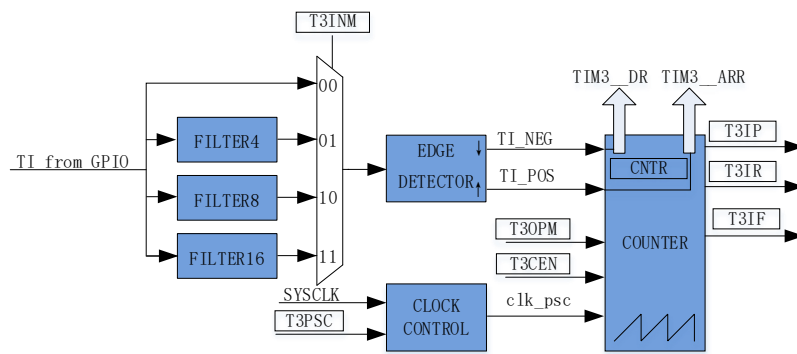 T3INM
TIM3__DR
TIM3__ARR
00
FILTER4
01
TI from GPIO
FILTER8
10
FILTER16
11
EDGE
DETECTOR
TI_NEG
TI_POS
CNTR
COUNTER
T3IP
T3IR
T3IF
T3OPM
T3CEN
SYSCLK
T3PSC
CLOCK
CONTROL
clk_psc